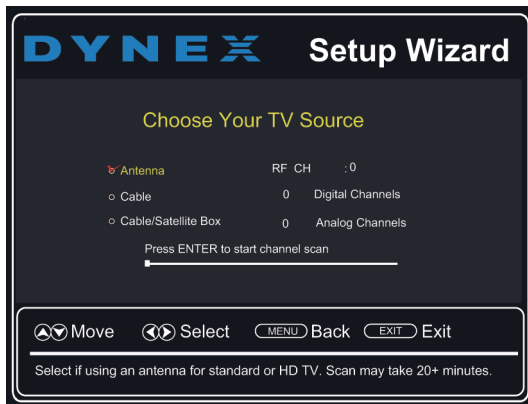 DYNEX Setup Wizard
Choose Your TV Source
Antenna RF CH :0
Cable 0 Digital Channels
Cable/Satellite Box 0 Analog Channels
Press ENTER to start channel scan
Move Select MENU Back EXIT Exit
Select if using an antenna for standard or HD TV. Scan may take 20+ minutes.